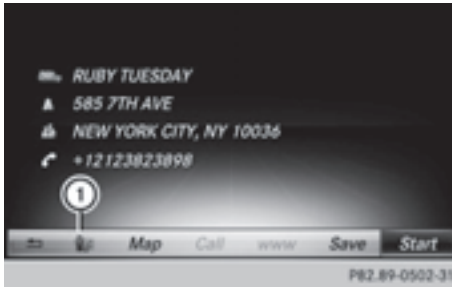 RUBY TUESDAY
585 7TH AVE
NEW YORK CITY, NY 10036
+12123823898
1
Map Call www Save Start
P82.89-0502-31